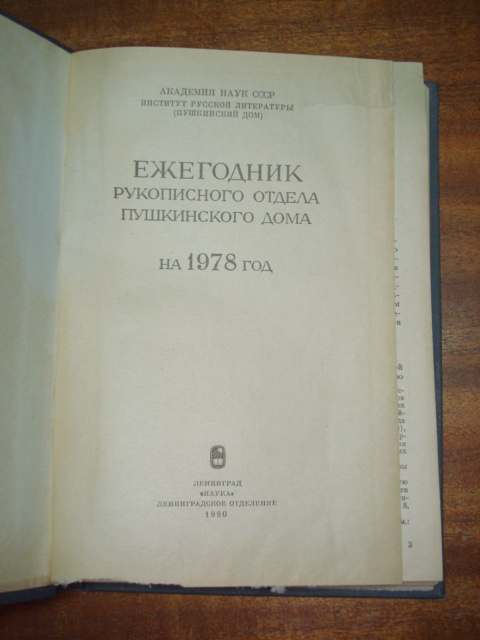 АКАДЕМИЯ НАУК СССР
ИНСТИТУТ РУССКОЙ ЛИТЕРАТУРЫ
(ПУШКИНСКИЙ ДОМ)
ЕЖЕГОДНИК
РУКОПИСНОГО ОТДЕЛА
ПУШКИНСКОГО ДОМА
НА 1978 ГОД
ЛЕНИНГРАД
«НАУКА»
ЛЕНИНГРАДСКОЕ ОТДЕЛЕНИЕ
1980
3